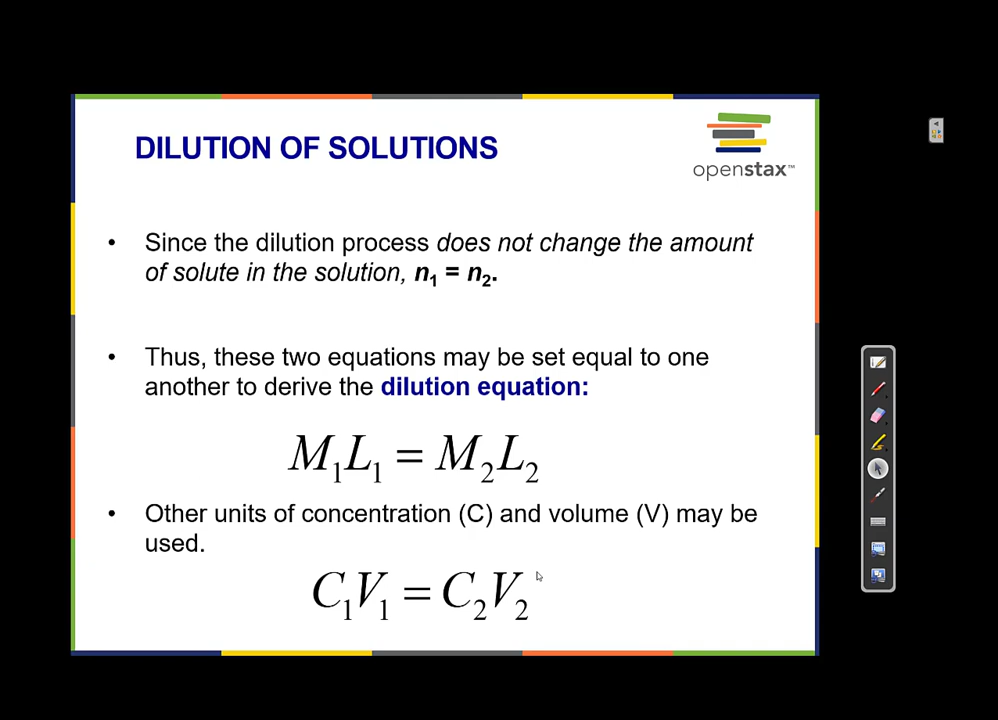 DILUTION OF SOLUTIONS
openstax™
• Since the dilution process does not change the amount
of solute in the solution, n₁ = n₂.
• Thus, these two equations may be set equal to one
another to derive the dilution equation:
M₁L₁ = M₂L₂
• Other units of concentration (C) and volume (V) may be
used.
C₁V₁ = C₂V₂